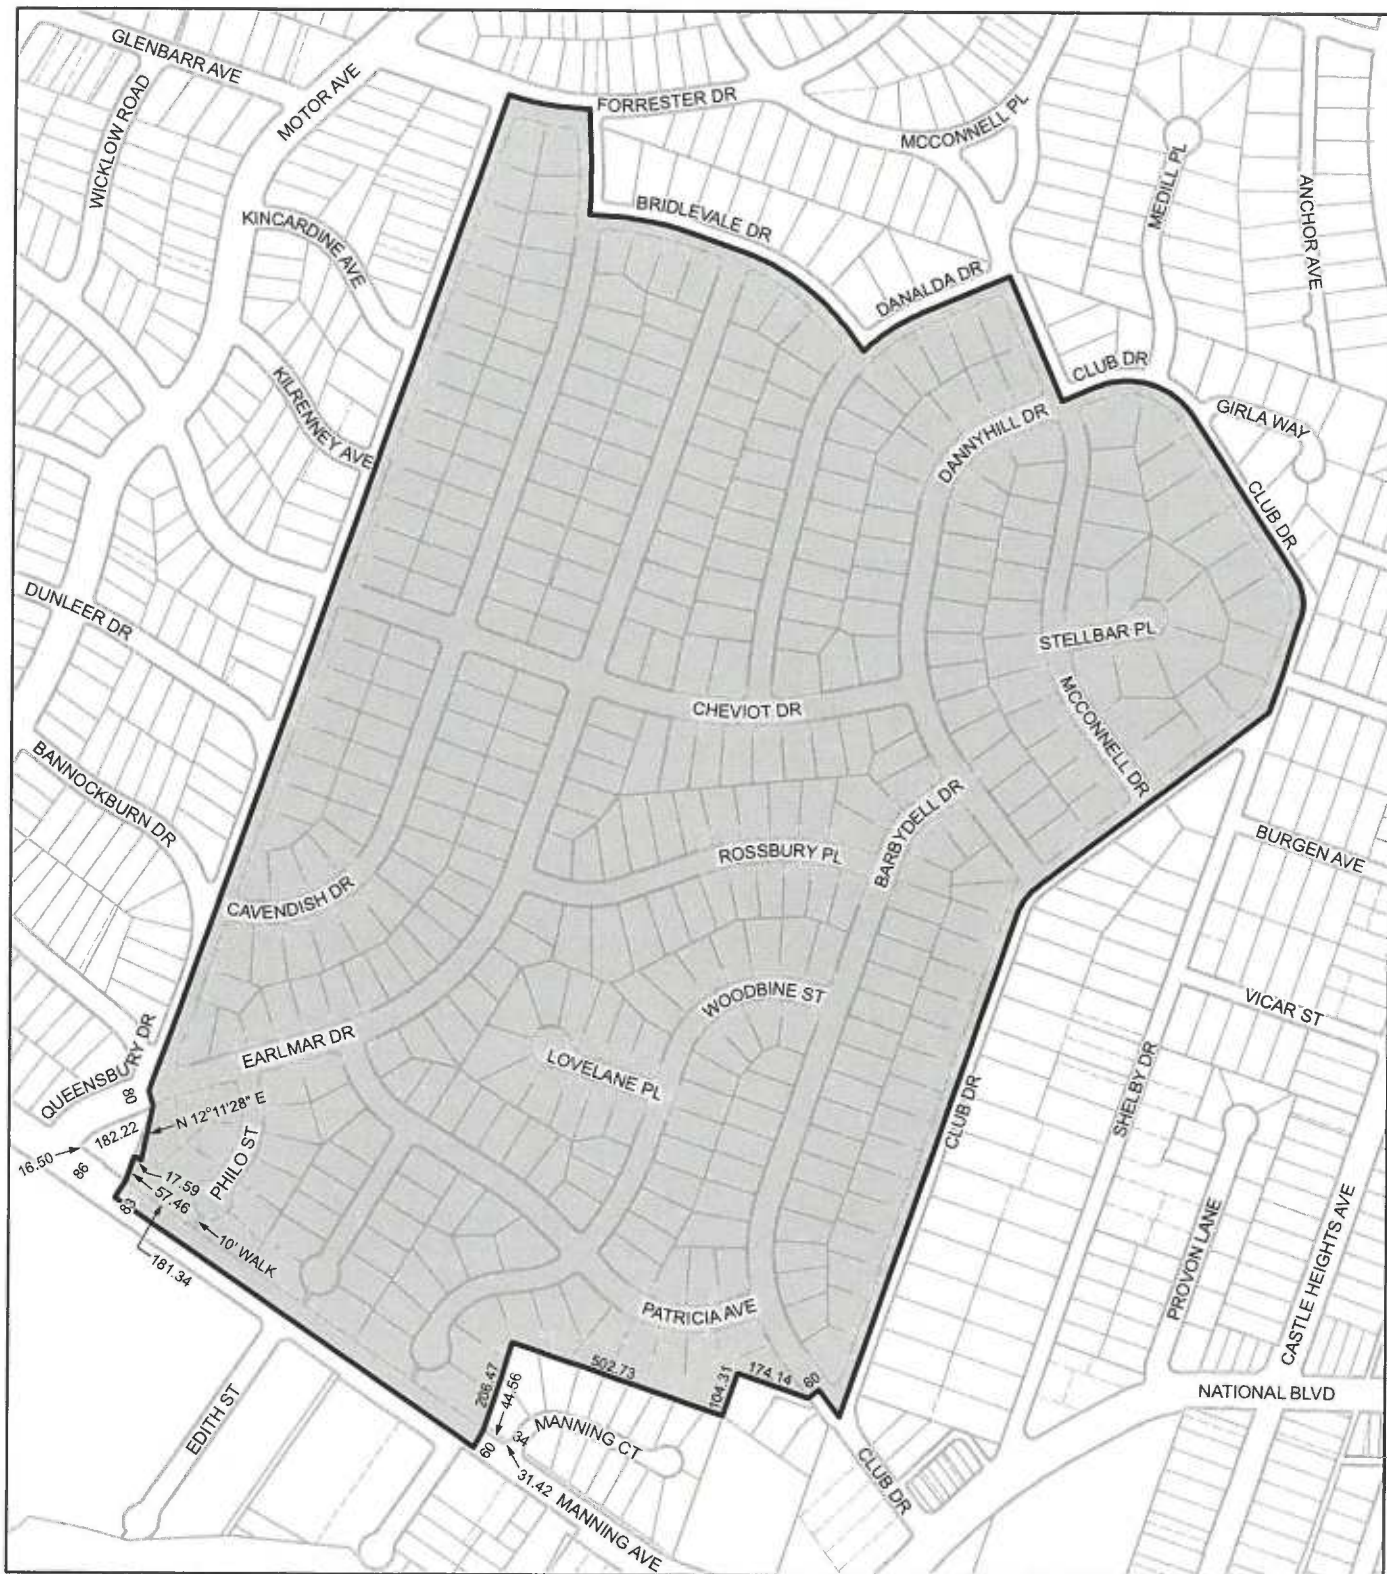 GLENBARR AVE
MOTOR AVE
FORRESTER DR
WICKLOW ROAD
MCCONNELL PL
MEDILL PL
ANCHOR AVE
KINCARDINE AVE
BRIDLEVALE DR
DANALDA DR
CLUB DR
KILRENNEY AVE
DANNYHILL DR
GIRLA WAY
CLUB DR
DUNLEER DR
STELLBAR PL
CHEVIOT DR
MCCONNELL DR
BANNOCKBURN DR
BARBYDELL DR
ROSSBURY PL
BURGEN AVE
CAVENDISH DR
WOODBINE ST
VICAR ST
EARLMAR DR
LOVELANE PL
QUEENSBURY DR
80
N 12°11'28" E
182.22
16.50
86
PHILO ST
17.59
57.46
83
10' WALK
181.34
CLUB DR
SHELBY DR
PROVON LANE
CASTLE HEIGHTS AVE
PATRICIA AVE
502.73
174.14
60
104.31
206.47
44.56
MANNING CT
34
60
31.42
MANNING AVE
EDITH ST
NATIONAL BLVD
CLUB DR